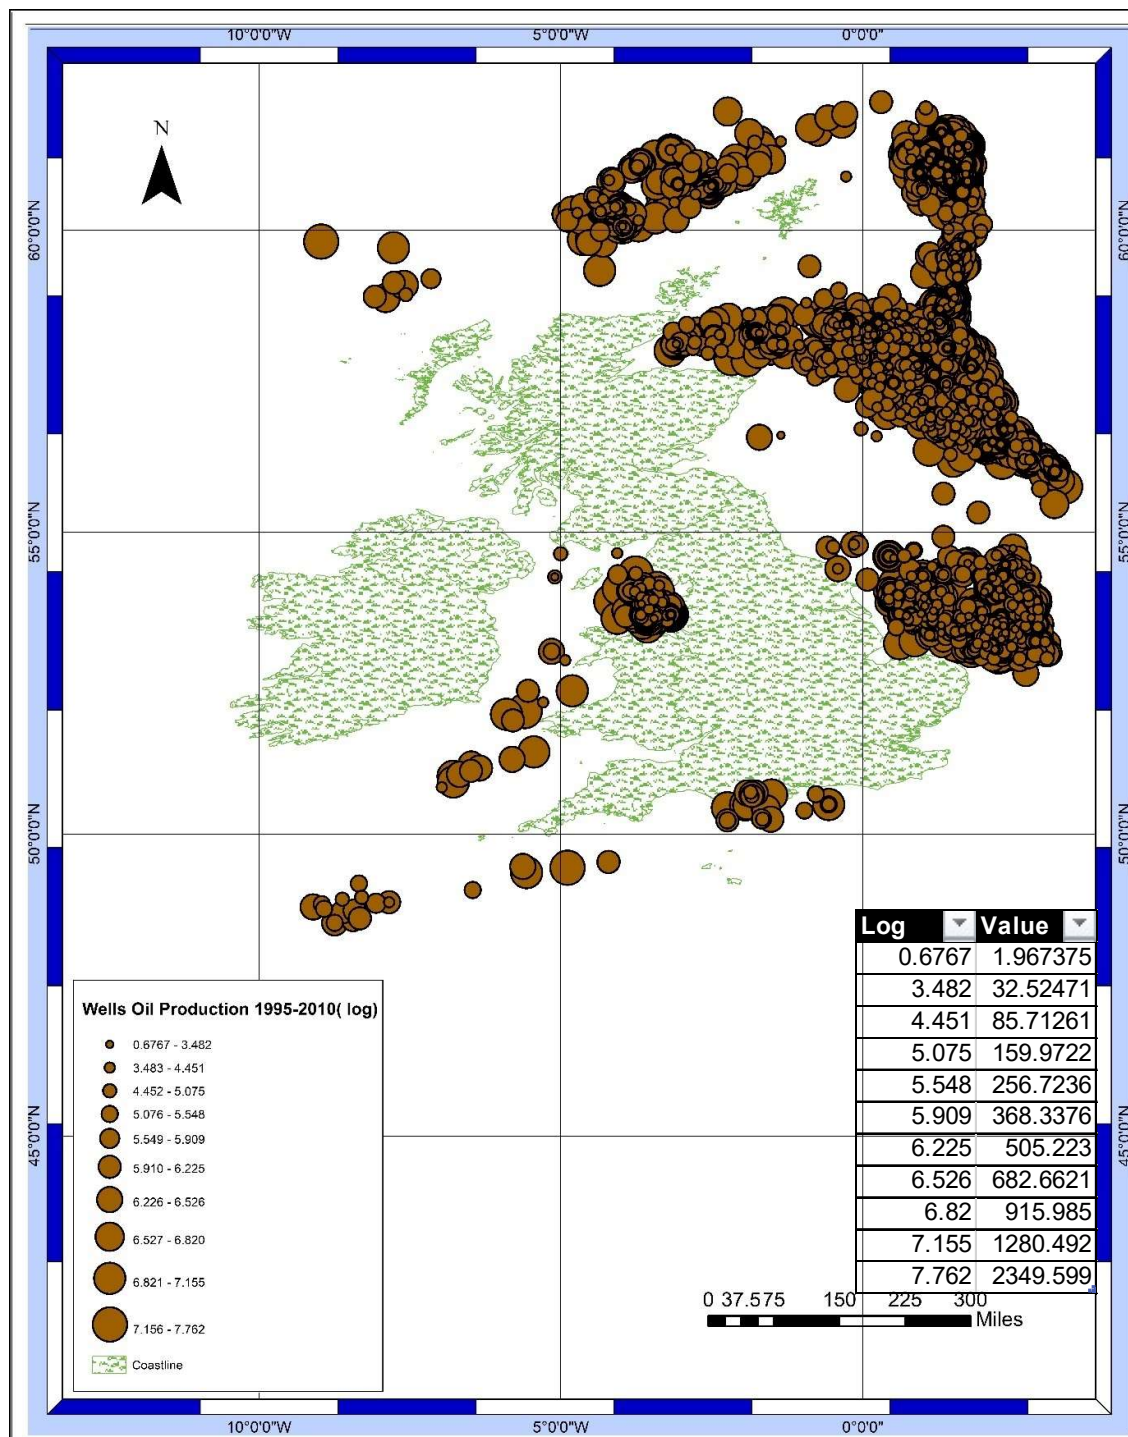 10°0'0"W 5°0'0"W 0°0'0"
N
60°0'0"N 60°0'0"N
55°0'0"N 55°0'0"N
50°0'0"N 50°0'0"N
45°0'0"N 45°0'0"N
Log Value
0.6767 1.967375
3.482 32.52471
4.451 85.71261
5.075 159.9722
5.548 256.7236
5.909 368.3376
6.225 505.223
6.526 682.6621
6.82 915.985
7.155 1280.492
7.762 2349.599
Wells Oil Production 1995-2010( log)
0.6767 - 3.482
3.483 - 4.451
4.452 - 5.075
5.076 - 5.548
5.549 - 5.909
5.910 - 6.225
6.226 - 6.526
6.527 - 6.820
6.821 - 7.155
7.156 - 7.762
Coastline
0 37.575 150 225 300
Miles
10°0'0"W 5°0'0"W 0°0'0"